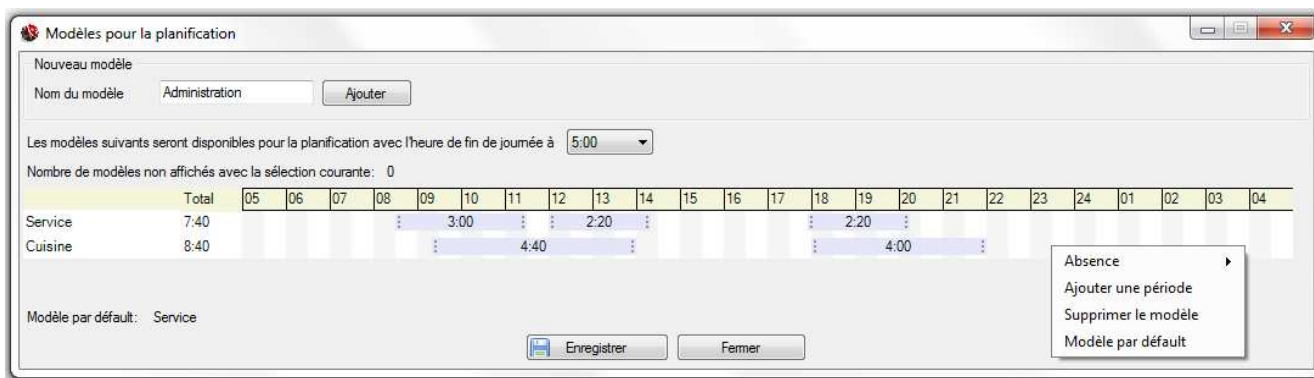 Modèles pour la planification
Nouveau modèle
Nom du modèle Administration Ajouter
Les modèles suivants seront disponibles pour la planification avec l'heure de fin de journée à 5:00
Nombre de modèles non affichés avec la sélection courante: 0
Total 05 06 07 08 09 10 11 12 13 14 15 16 17 18 19 20 21 22 23 24 01 02 03 04
Service 7:40 3:00 2:20 2:20
Cuisine 8:40 4:40 4:00
Absence
Ajouter une période
Supprimer le modèle
Modèle par défault
Modèle par défault: Service
Enregistrer Fermer